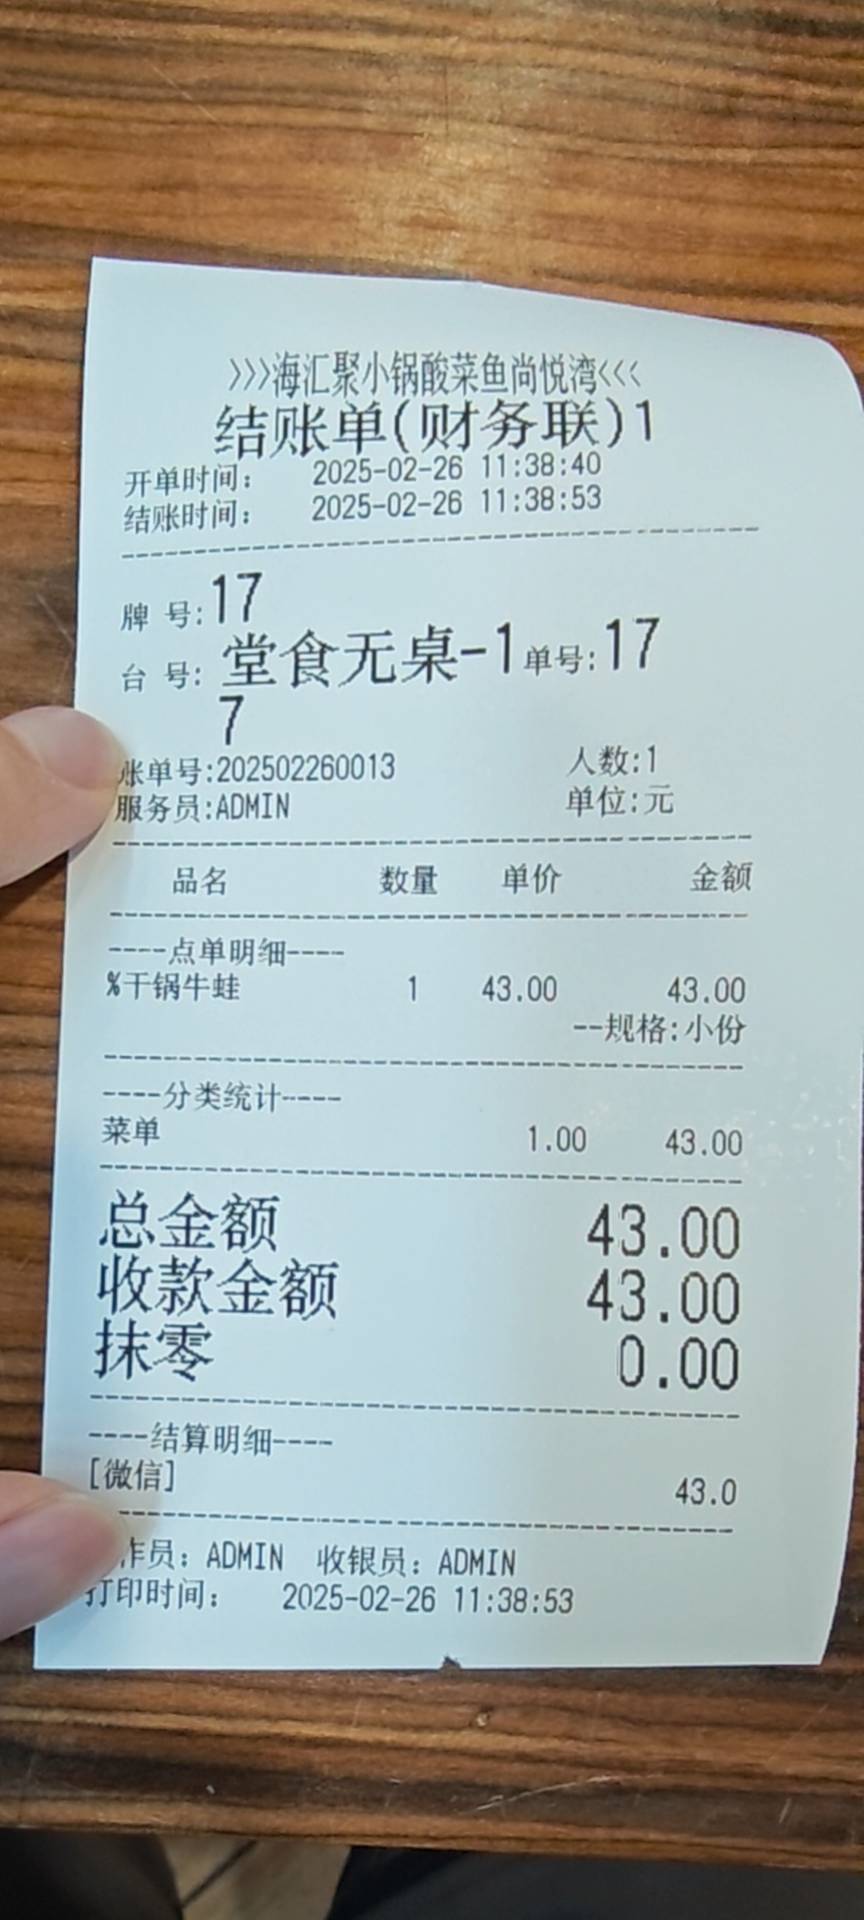 >>>海汇聚小锅酸菜鱼尚悦湾<<<
结账单(财务联)1
开单时间: 2025-02-26 11:38:40
结账时间: 2025-02-26 11:38:53
牌 号:17
台 号: 堂食无桌-1 单号:17
7
账单号:202502260013 人数:1
服务员:ADMIN 单位:元
品名 数量 单价 金额
----点单明细----
%干锅牛蛙 1 43.00 43.00
--规格:小份
----分类统计----
菜单 1.00 43.00
总金额 43.00
收款金额 43.00
抹零 0.00
----结算明细----
[微信] 43.0
作员: ADMIN 收银员: ADMIN
打印时间: 2025-02-26 11:38:53